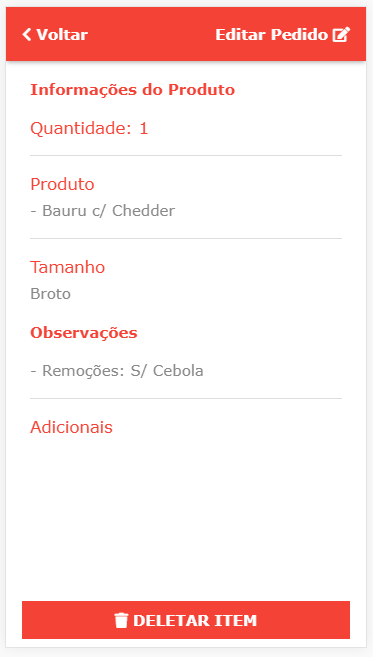 Voltar Editar Pedido
Informações do Produto
Quantidade: 1
Produto
- Bauru c/ Chedder
Tamanho
Broto
Observações
- Remoções: S/ Cebola
Adicionais
DELETAR ITEM